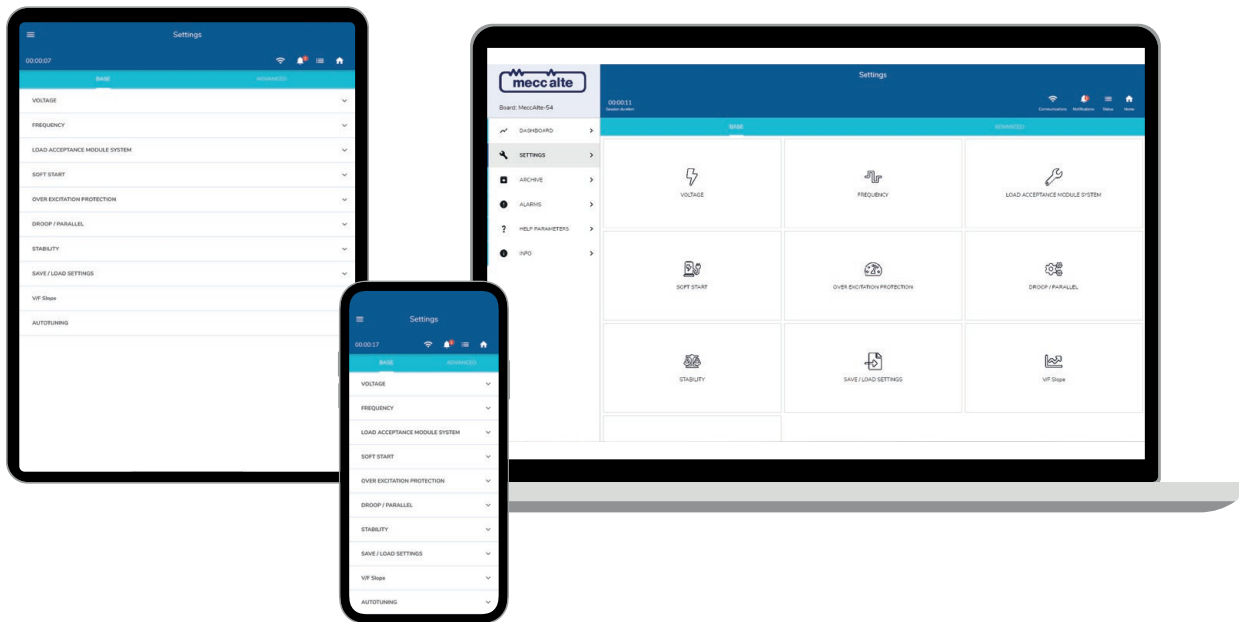 Settings
00:00:07
BASE ADVANCED
VOLTAGE
FREQUENCY
LOAD ACCEPTANCE MODULE SYSTEM
SOFT START
OVER EXCITATION PROTECTION
DROOP / PARALLEL
STABILITY
SAVE / LOAD SETTINGS
V/F Slope
AUTOTUNING
Settings
00:00:17
BASE ADVANCED
VOLTAGE
FREQUENCY
LOAD ACCEPTANCE MODULE SYSTEM
SOFT START
OVER EXCITATION PROTECTION
DROOP / PARALLEL
STABILITY
SAVE / LOAD SETTINGS
V/F Slope
AUTOTUNING
mecc alte
Board: MeccAlte-54
DASHBOARD
SETTINGS
ARCHIVE
ALARMS
HELP PARAMETERS
INFO
Settings
00:00:11
Session duration
Communication Notifications Status Home
BASE ADVANCED
VOLTAGE FREQUENCY LOAD ACCEPTANCE MODULE SYSTEM
SOFT START OVER EXCITATION PROTECTION DROOP / PARALLEL
STABILITY SAVE / LOAD SETTINGS V/F Slope